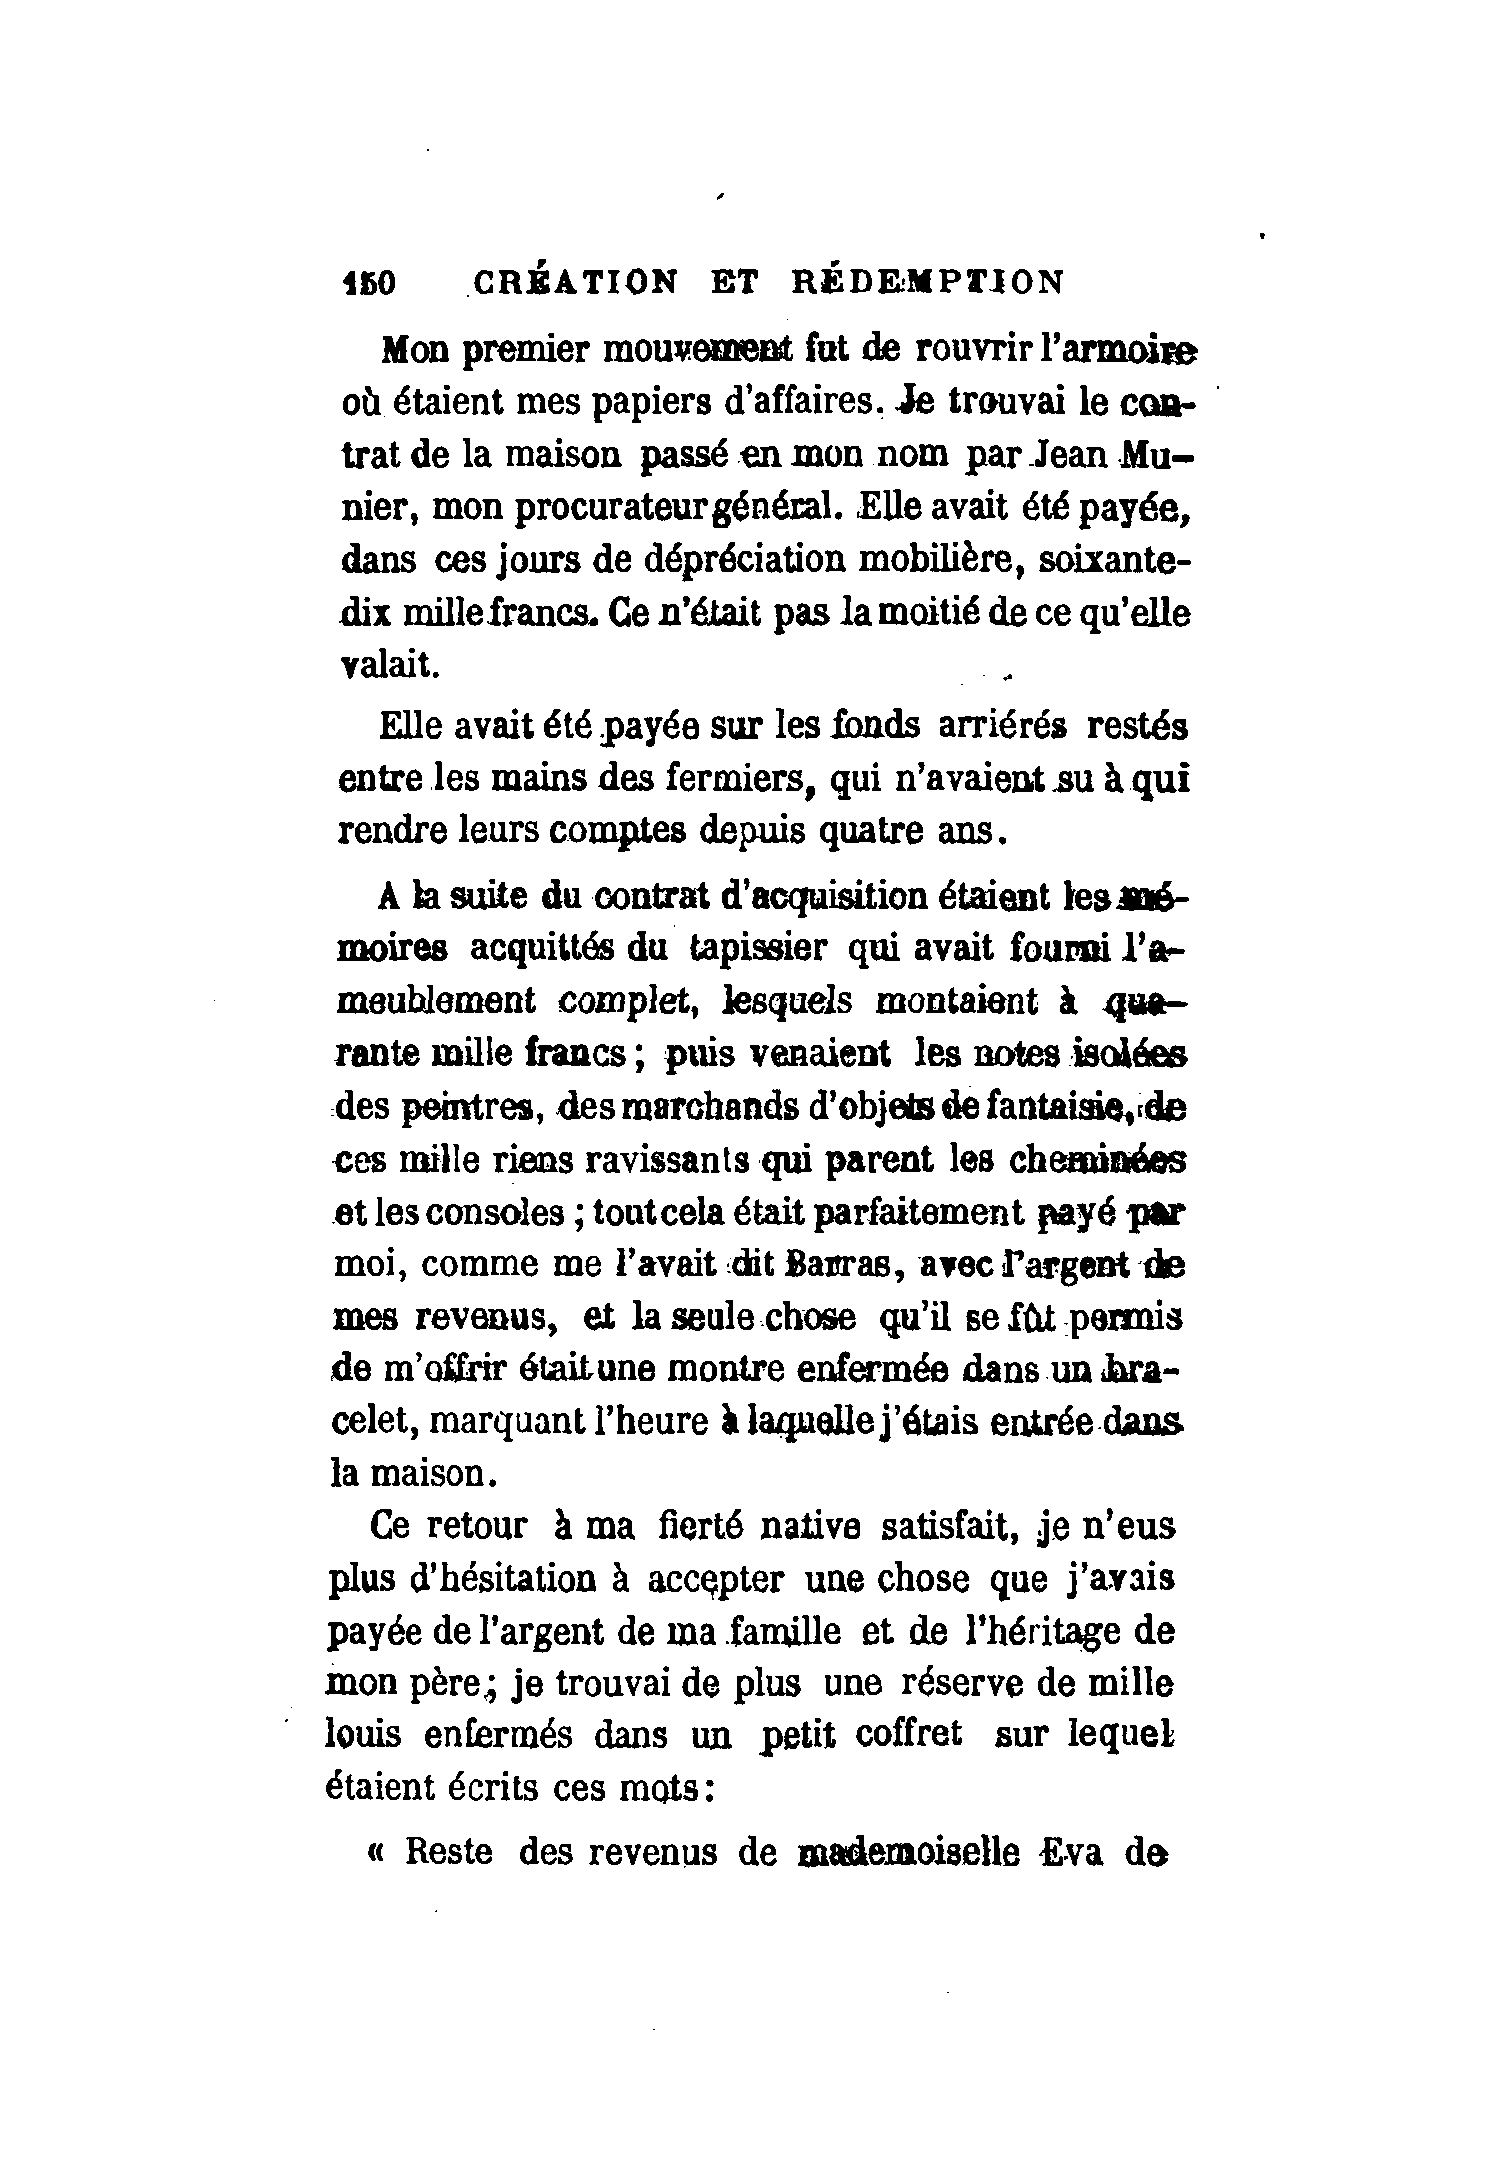 150 CRÉATION ET RÉDEMPTION
Mon premier mouvement fut de rouvrir l'armoire
où étaient mes papiers d'affaires. Je trouvai le con-
trat de la maison passé en mon nom par Jean Mu-
nier, mon procurateur général. Elle avait été payée,
dans ces jours de dépréciation mobilière, soixante-
dix mille francs. Ce n'était pas la moitié de ce qu'elle
valait.
Elle avait été payée sur les fonds arriérés restés
entre les mains des fermiers, qui n'avaient su à qui
rendre leurs comptes depuis quatre ans.
A la suite du contrat d'acquisition étaient les mé-
moires acquittés du tapissier qui avait fourni l'a-
meublement complet, lesquels montaient à qua-
rante mille francs ; puis venaient les notes isolées
des peintres, des marchands d'objets de fantaisie, de
ces mille riens ravissants qui parent les cheminées
et les consoles ; tout cela était parfaitement payé par
moi, comme me l'avait dit Barras, avec l'argent de
mes revenus, et la seule chose qu'il se fût permis
de m'offrir était une montre enfermée dans un bra-
celet, marquant l'heure à laquelle j'étais entrée dans
la maison.
Ce retour à ma fierté native satisfait, je n'eus
plus d'hésitation à accepter une chose que j'avais
payée de l'argent de ma famille et de l'héritage de
mon père; je trouvai de plus une réserve de mille
louis enfermés dans un petit coffret sur lequel
étaient écrits ces mots:
« Reste des revenus de mademoiselle Eva de